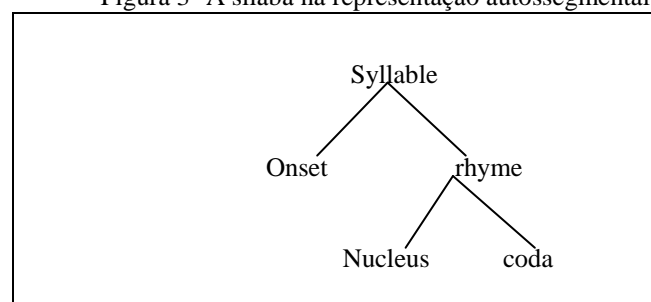 Figura 3- A sílaba na representação autossegmental
Syllable
Onset rhyme
Nucleus coda